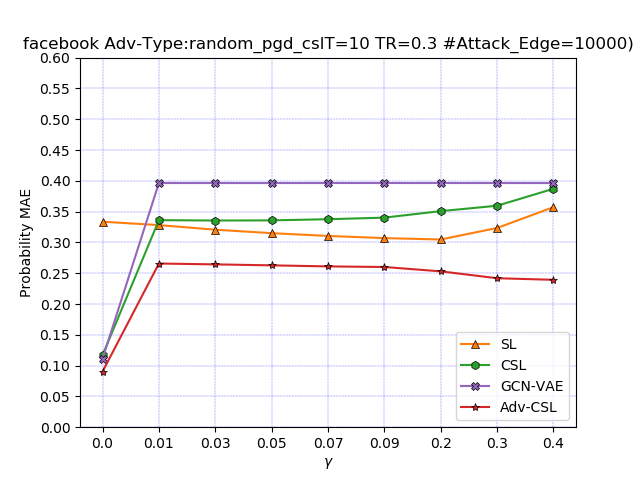 facebook Adv-Type:random_pgd_cslT=10 TR=0.3 #Attack_Edge=10000)
0.60
0.55
0.50
0.45
0.40
0.35
0.30
0.25
0.20
0.15
0.10
0.05
0.00
Probability MAE
SL
CSL
GCN-VAE
Adv-CSL
0.0 0.01 0.03 0.05 0.07 0.09 0.2 0.3 0.4
γ